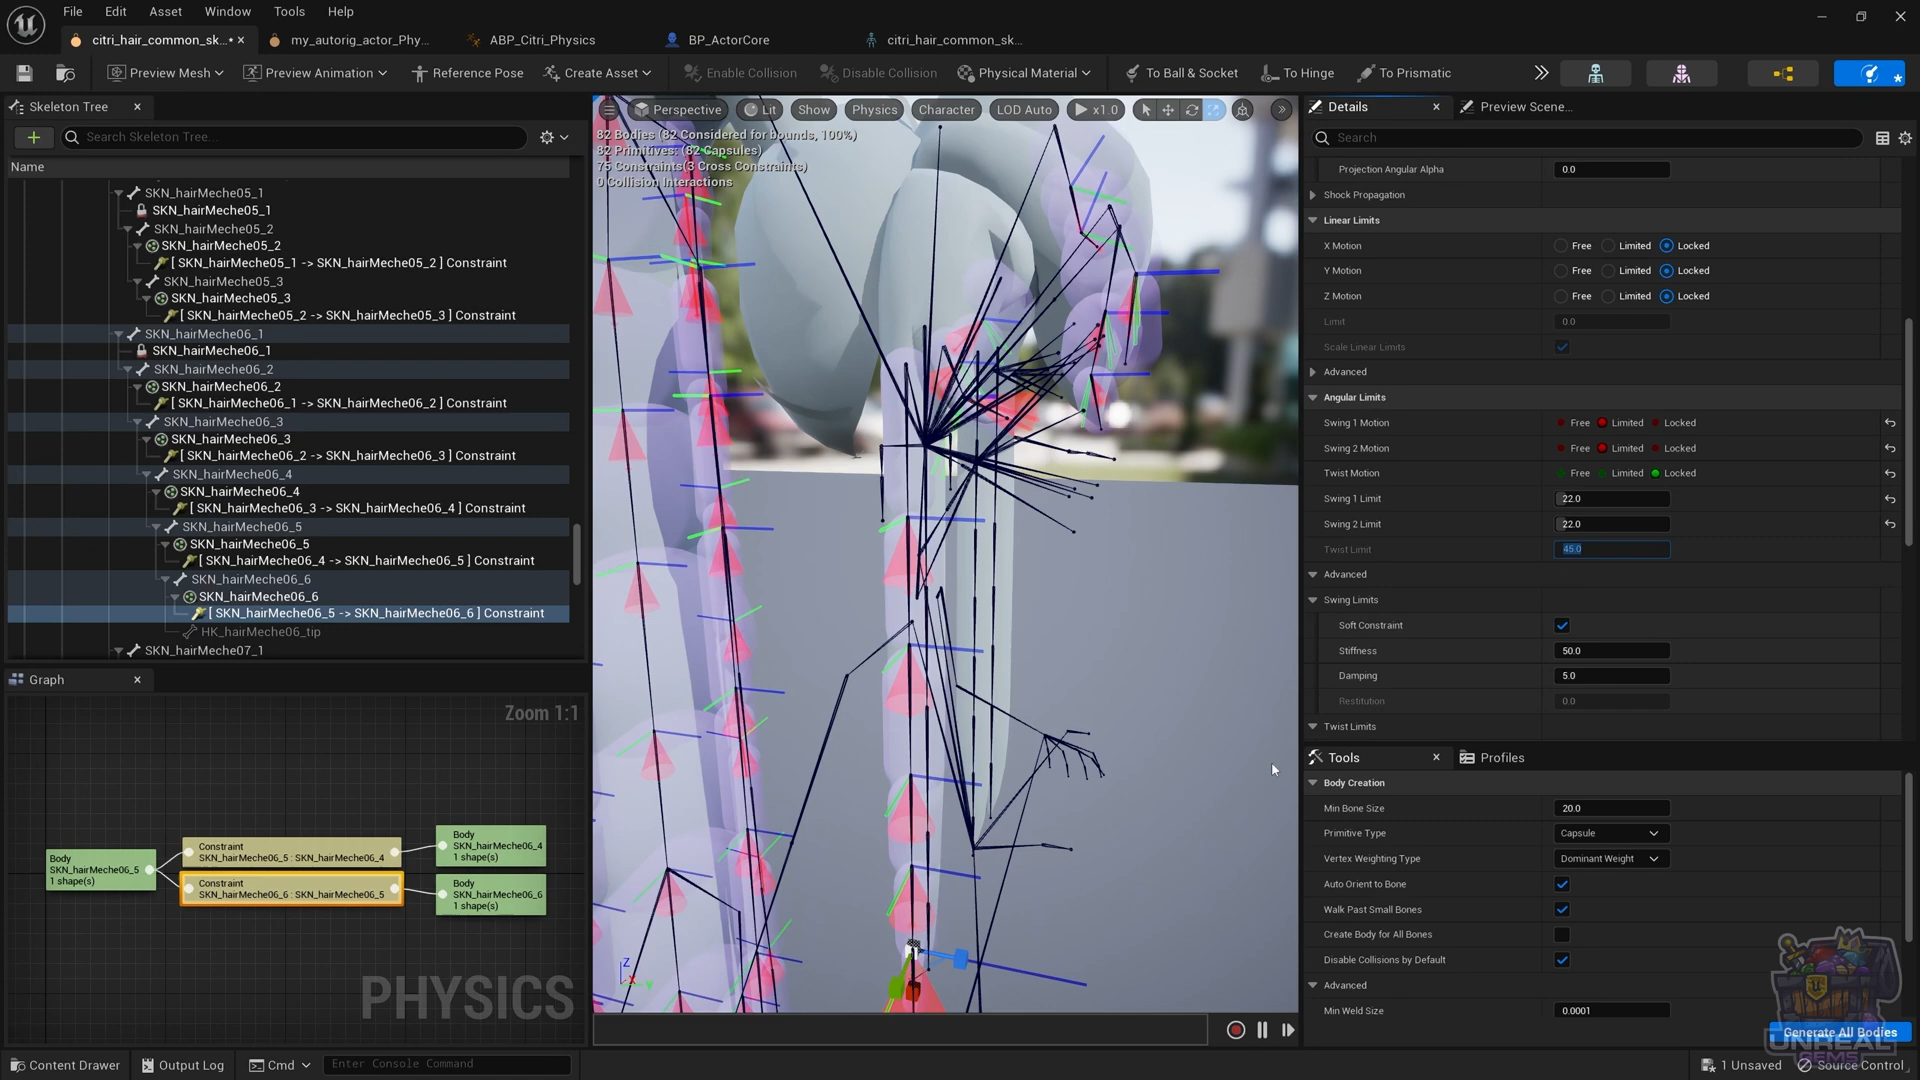 File Edit Asset Window Tools Help
citri_hair_common_sk...• my_autorig_actor_Phy... ABP_Citri_Physics BP_ActorCore citri_hair_common_sk...
Preview Mesh Preview Animation Reference Pose Create Asset Enable Collision Disable Collision Physical Material To Ball & Socket To Hinge To Prismatic
Skeleton Tree
Search Skeleton Tree...
Name
SKN_hairMeche05_1
SKN_hairMeche05_1
SKN_hairMeche05_2
SKN_hairMeche05_2
[ SKN_hairMeche05_1 -> SKN_hairMeche05_2 ] Constraint
SKN_hairMeche05_3
SKN_hairMeche05_3
[ SKN_hairMeche05_2 -> SKN_hairMeche05_3 ] Constraint
SKN_hairMeche06_1
SKN_hairMeche06_1
SKN_hairMeche06_2
SKN_hairMeche06_2
[ SKN_hairMeche06_1 -> SKN_hairMeche06_2 ] Constraint
SKN_hairMeche06_3
SKN_hairMeche06_3
[ SKN_hairMeche06_2 -> SKN_hairMeche06_3 ] Constraint
SKN_hairMeche06_4
SKN_hairMeche06_4
[ SKN_hairMeche06_3 -> SKN_hairMeche06_4 ] Constraint
SKN_hairMeche06_5
SKN_hairMeche06_5
[ SKN_hairMeche06_4 -> SKN_hairMeche06_5 ] Constraint
SKN_hairMeche06_6
SKN_hairMeche06_6
[ SKN_hairMeche06_5 -> SKN_hairMeche06_6 ] Constraint
HK_hairMeche06_tip
SKN_hairMeche07_1
Graph
Zoom 1:1
Body
SKN_hairMeche06_5
1 shape(s)
Constraint
SKN_hairMeche06_5 : SKN_hairMeche06_4
Constraint
SKN_hairMeche06_6 : SKN_hairMeche06_5
Body
SKN_hairMeche06_4
1 shape(s)
Body
SKN_hairMeche06_6
1 shape(s)
PHYSICS
Perspective Lit Show Physics Character LOD Auto x1.0
82 Bodies (82 Considered for bounds, 100%)
82 Primitives: (82 Capsules)
75 Constraints(3 Cross Constraints)
0 Collision Interactions
Z
X
Y
Details Preview Scene...
Search
Projection Angular Alpha 0.0
Shock Propagation
Linear Limits
X Motion Free Limited Locked
Y Motion Free Limited Locked
Z Motion Free Limited Locked
Limit 0.0
Scale Linear Limits
Advanced
Angular Limits
Swing 1 Motion Free Limited Locked
Swing 2 Motion Free Limited Locked
Twist Motion Free Limited Locked
Swing 1 Limit 22.0
Swing 2 Limit 22.0
Twist Limit 45.0
Advanced
Swing Limits
Soft Constraint
Stiffness 50.0
Damping 5.0
Restitution 0.0
Twist Limits
Tools Profiles
Body Creation
Min Bone Size 20.0
Primitive Type Capsule
Vertex Weighting Type Dominant Weight
Auto Orient to Bone
Walk Past Small Bones
Create Body for All Bones
Disable Collisions by Default
Advanced
Min Weld Size 0.0001
Generate All Bodies
UNREAL
GEMS
Content Drawer Output Log Cmd Enter Console Command 1 Unsaved Source Control